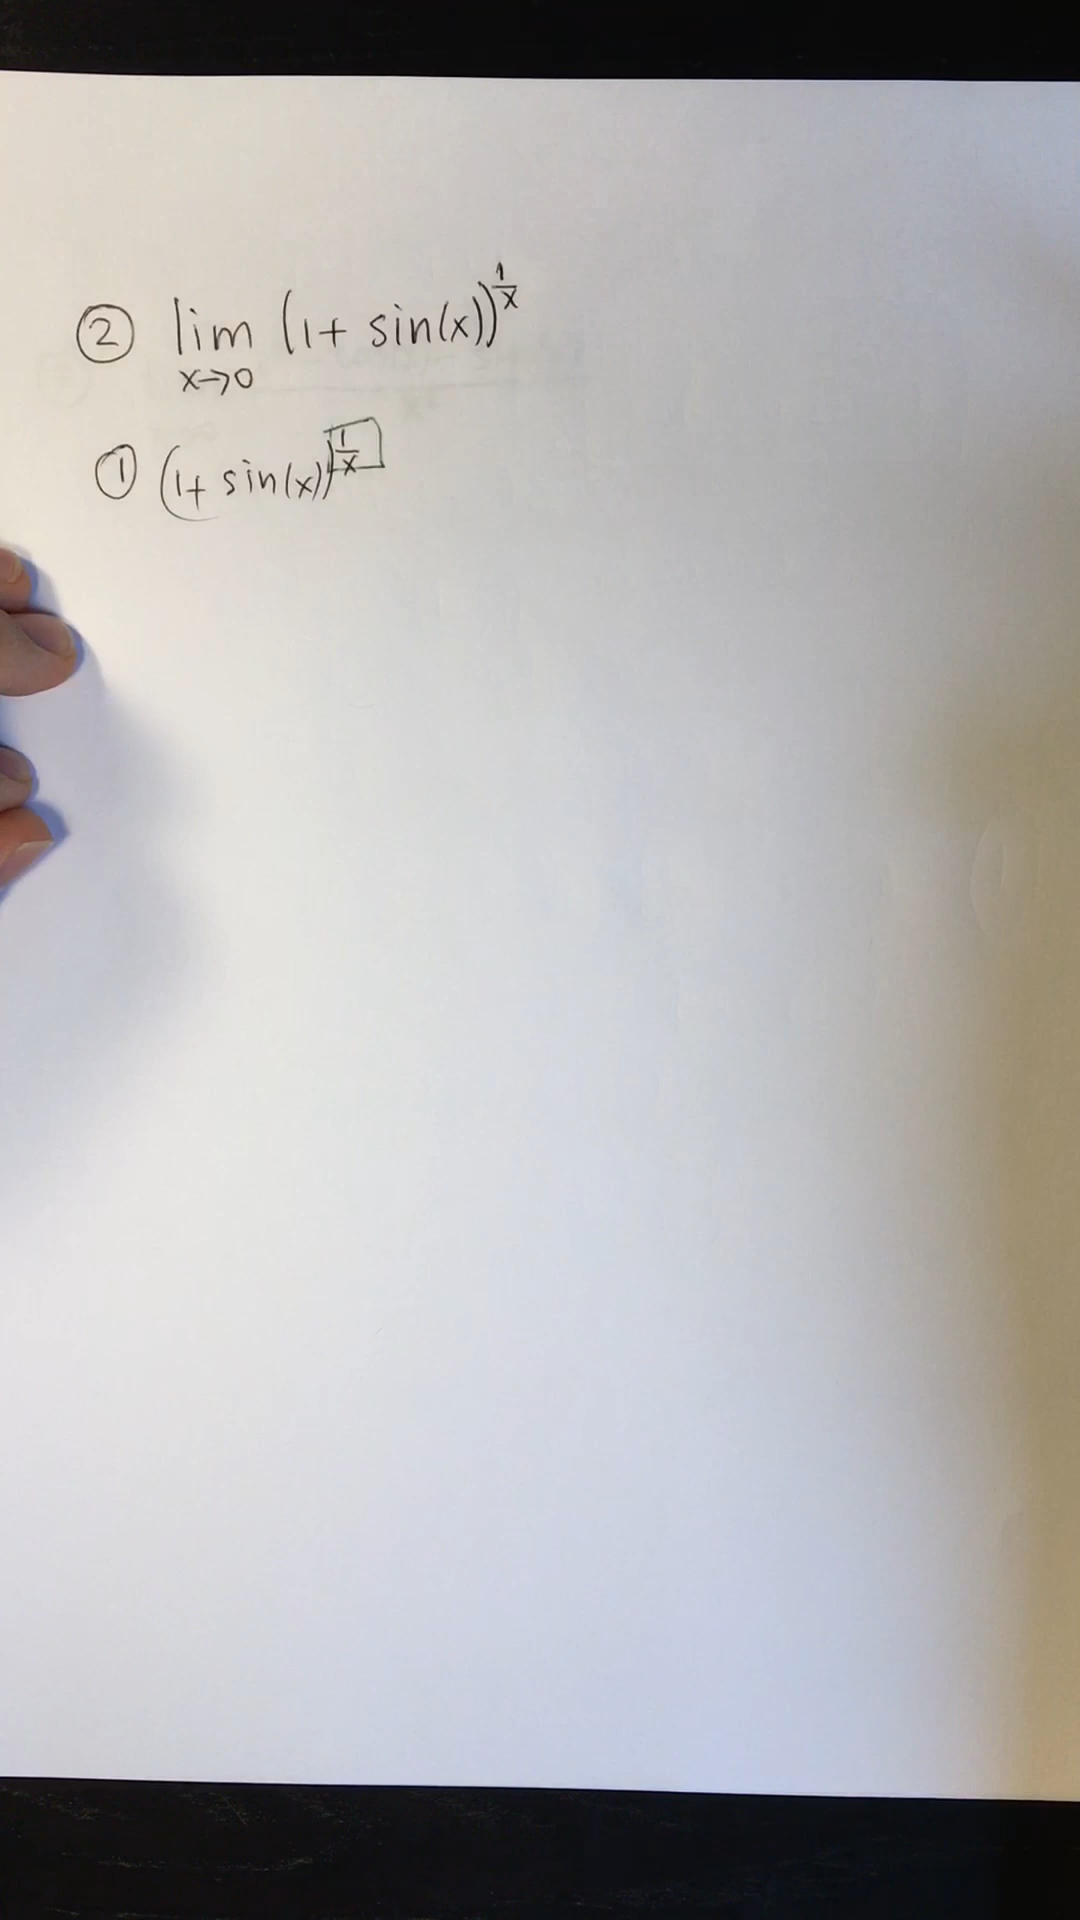 ② lim (1+ sin(x))^(1/x)
x→0
① (1+ sin(x))^(1/x)